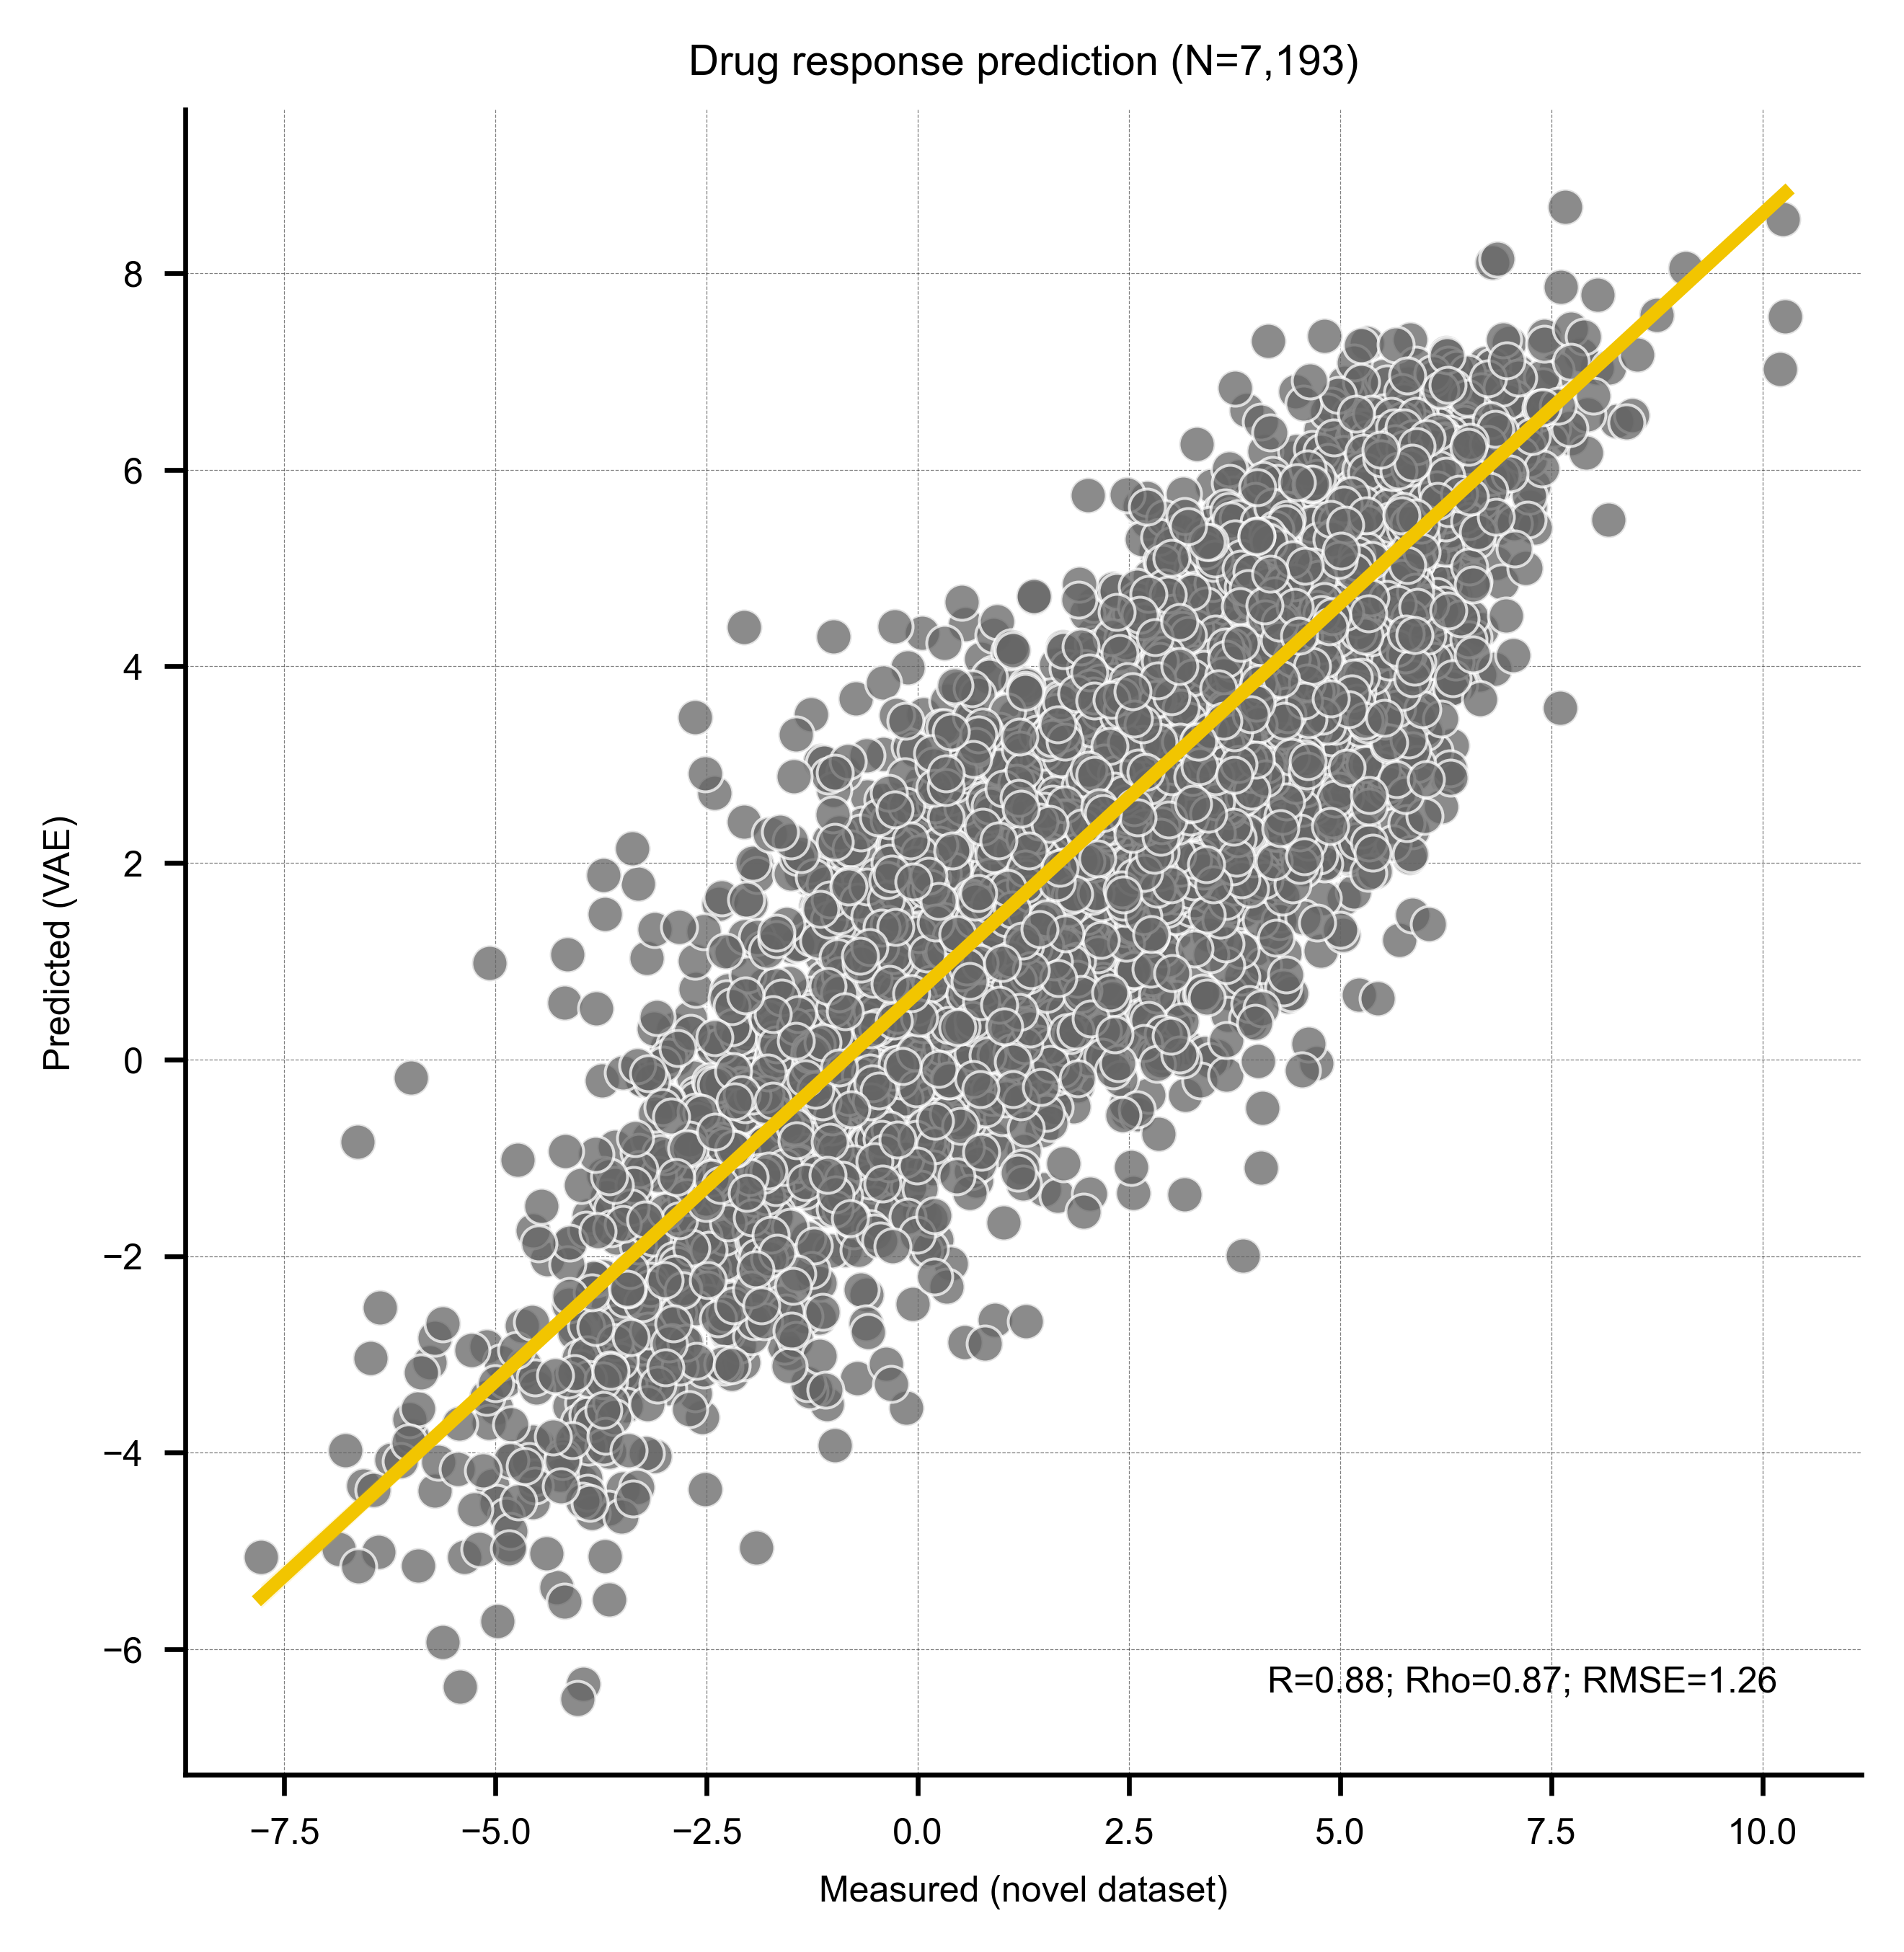 Drug response prediction (N=7,193)
Predicted (VAE)
8
6
4
2
0
−2
−4
−6
R=0.88; Rho=0.87; RMSE=1.26
−7.5 −5.0 −2.5 0.0 2.5 5.0 7.5 10.0
Measured (novel dataset)